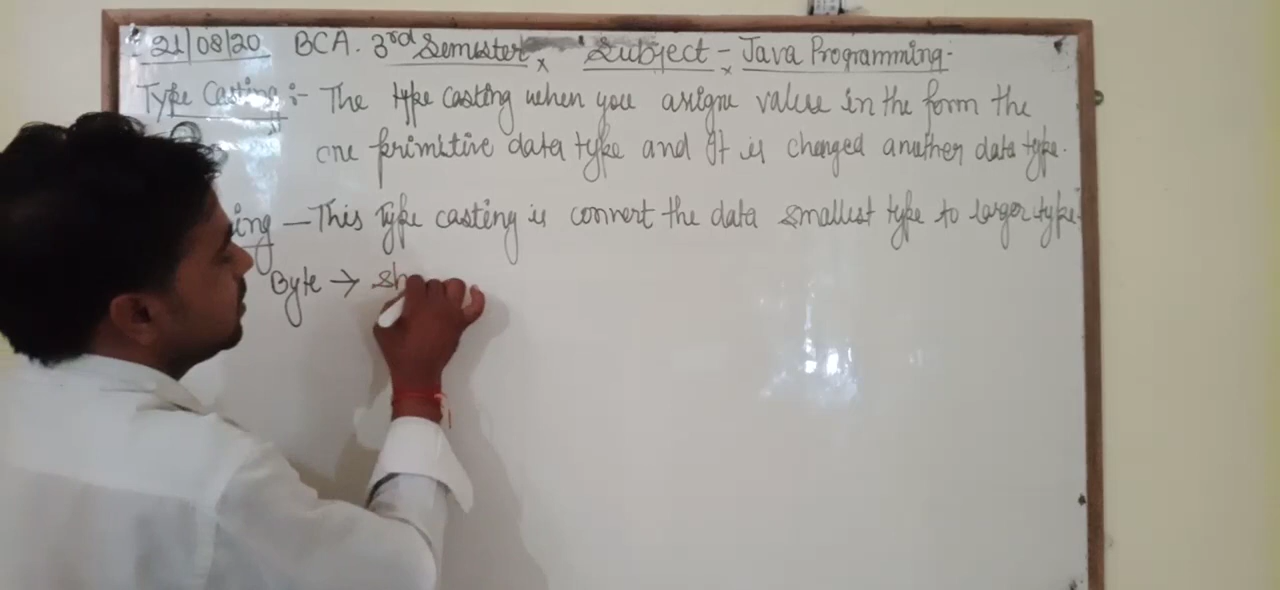 21/08/20 BCA. 3rd Semester × Subject - × Java Programming.
Type Casting :- The type casting when you assigne value in the form the
one primitive data type and It is changed another data type.
ing — This Type casting is convert the data smallest type to larger type.
Byte → sh